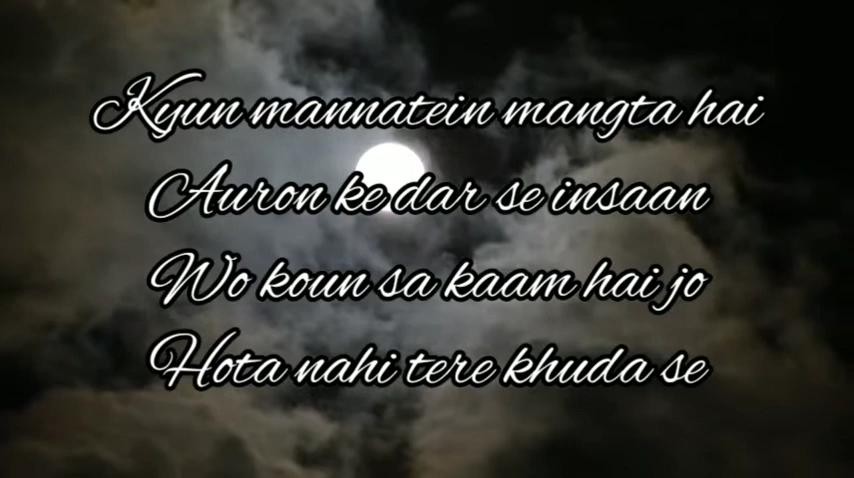 Kyun mannatein mangta hai
Auron ke dar se insaan
Wo koun sa kaam hai jo
Hota nahi tere khuda se